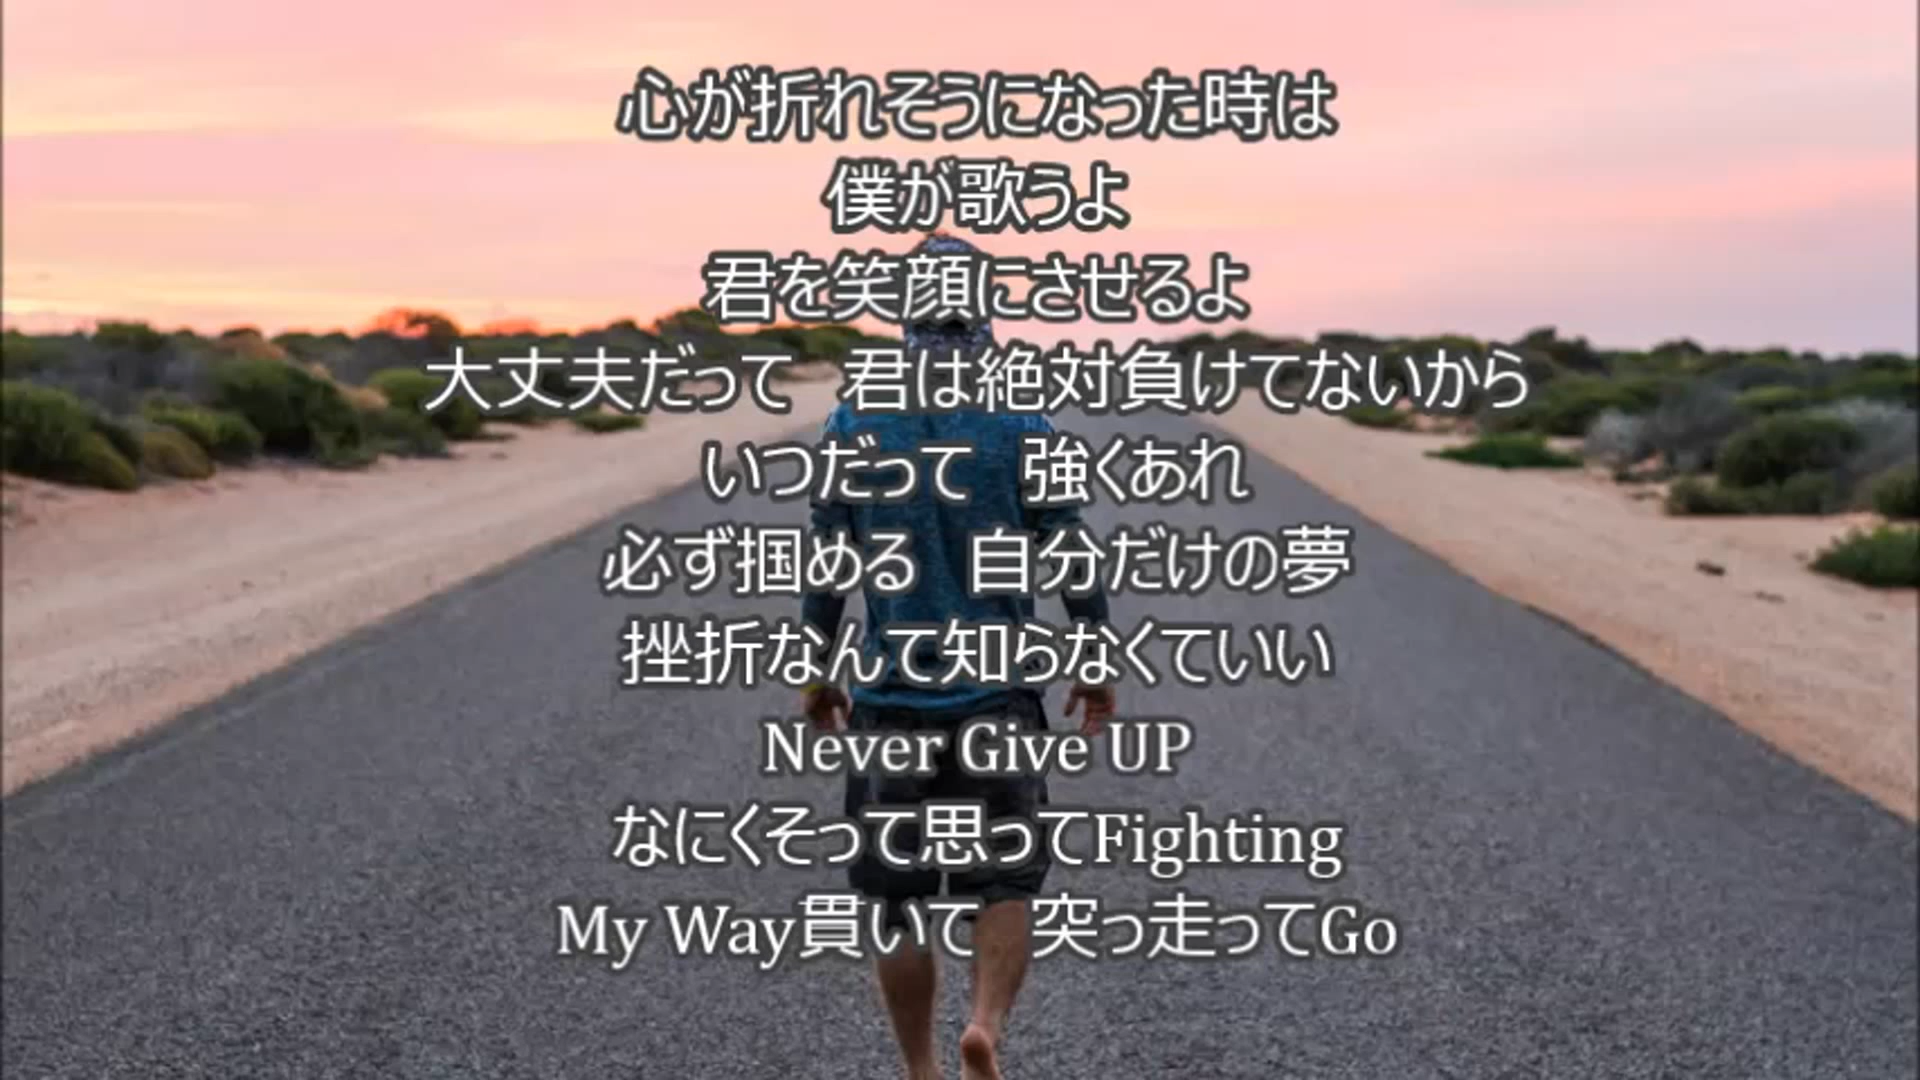 心が折れそうになった時は
僕が歌うよ
君を笑顔にさせるよ
大丈夫だって　君は絶対負けてないから
いつだって　強くあれ
必ず掴める　自分だけの夢
挫折なんて知らなくていい
Never Give UP
なにくそって思ってFighting
My Way貫いて　突っ走ってGo